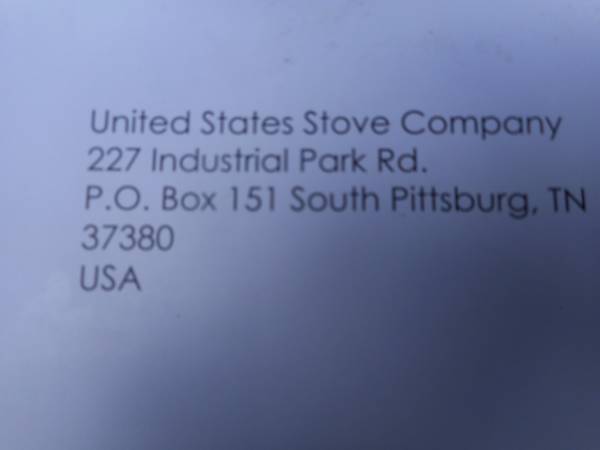 United States Stove Company
227 Industrial Park Rd.
P.O. Box 151 South Pittsburg, TN
37380
USA